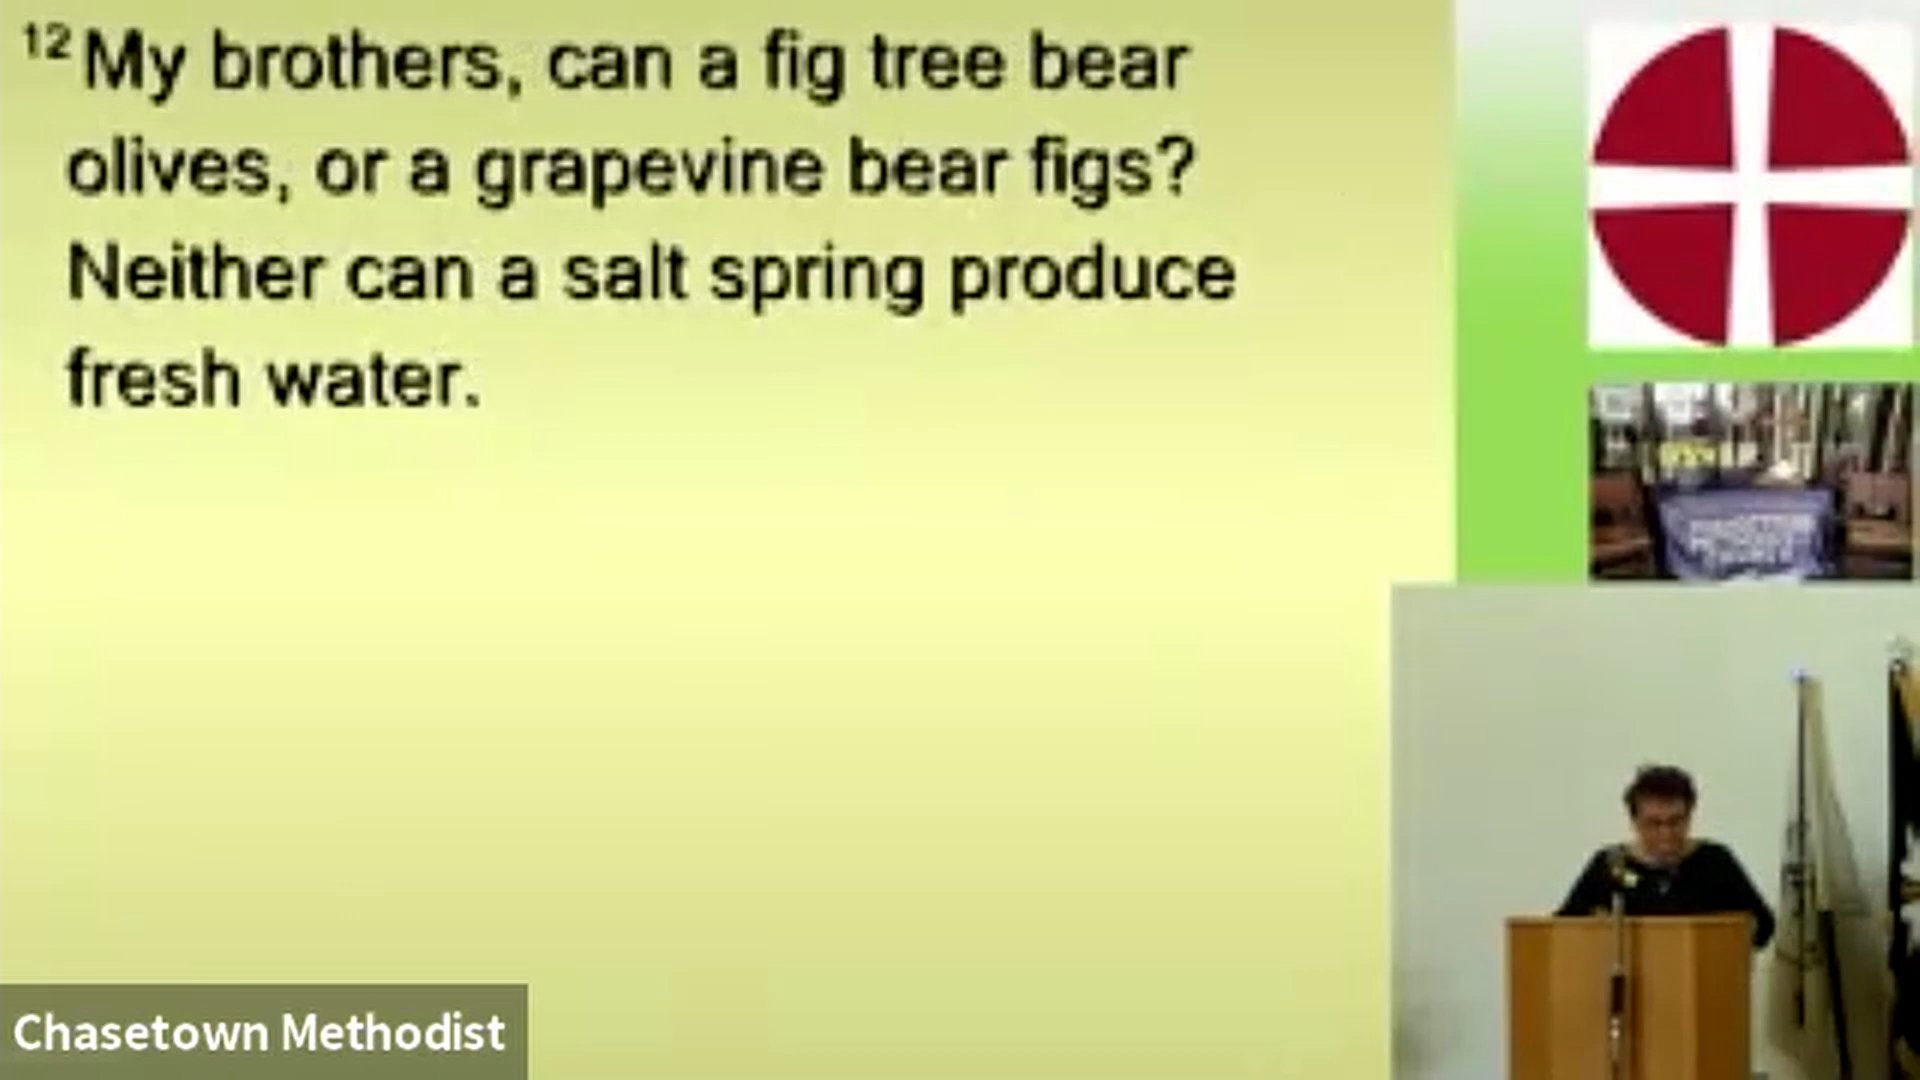 12 My brothers, can a fig tree bear
olives, or a grapevine bear figs?
Neither can a salt spring produce
fresh water.
Chasetown Methodist